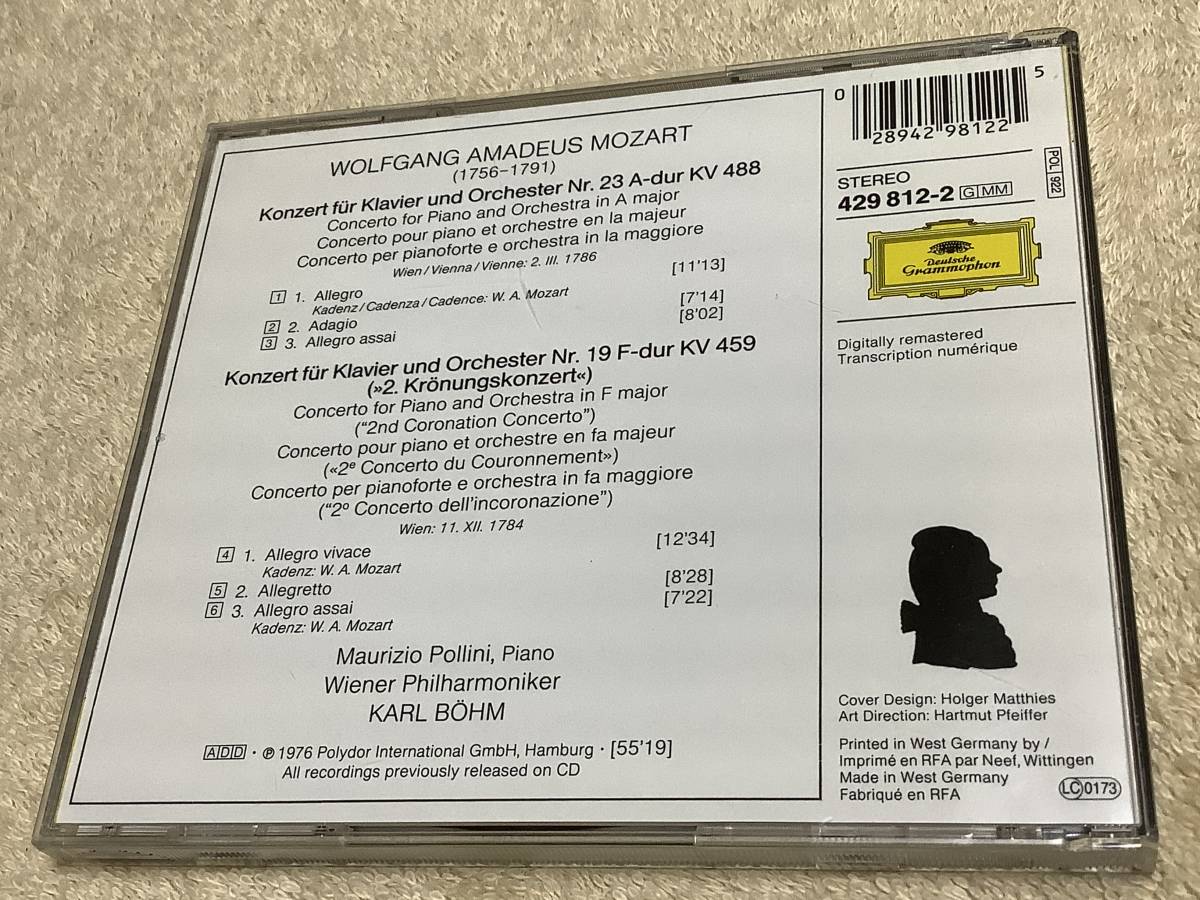 WOLFGANG AMADEUS MOZART
(1756–1791)
Konzert für Klavier und Orchester Nr. 23 A-dur KV 488
Concerto for Piano and Orchestra in A major
Concerto pour piano et orchestre en la majeur
Concerto per pianoforte e orchestra in la maggiore
Wien / Vienna / Vienne: 2. III. 1786
1 1. Allegro [11'13]
Kadenz / Cadenza / Cadence: W. A. Mozart
2 2. Adagio [7'14]
3 3. Allegro assai [8'02]
Konzert für Klavier und Orchester Nr. 19 F-dur KV 459
(»2. Krönungskonzert«)
Concerto for Piano and Orchestra in F major
(“2nd Coronation Concerto”)
Concerto pour piano et orchestre en fa majeur
(«2e Concerto du Couronnement»)
Concerto per pianoforte e orchestra in fa maggiore
(“2o Concerto dell'incoronazione”)
Wien: 11. XII. 1784
4 1. Allegro vivace [12'34]
Kadenz: W. A. Mozart
5 2. Allegretto [8'28]
6 3. Allegro assai [7'22]
Kadenz: W. A. Mozart
Maurizio Pollini, Piano
Wiener Philharmoniker
KARL BÖHM
ADD · ℗ 1976 Polydor International GmbH, Hamburg · [55'19]
All recordings previously released on CD
0 28942 98122 5
STEREO
429 812-2 G MM
POL 922
Deutsche
Grammophon
Digitally remastered
Transcription numérique
Cover Design: Holger Matthies
Art Direction: Hartmut Pfeiffer
Printed in West Germany by /
Imprimé en RFA par Neef, Wittingen
Made in West Germany
Fabriqué en RFA
LC 0173